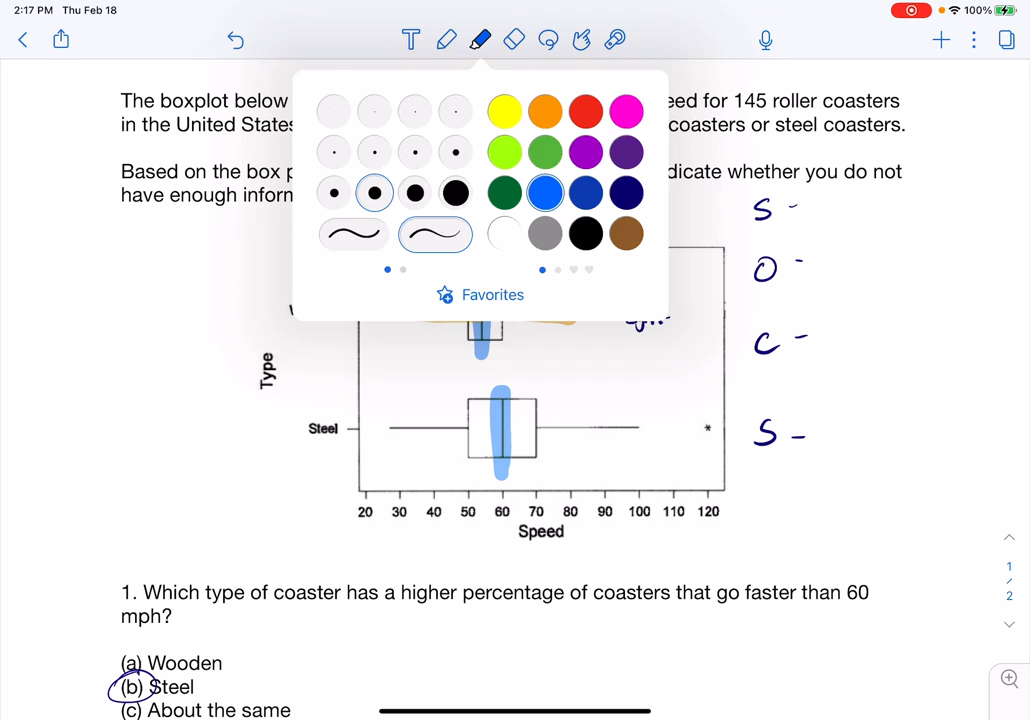 2:17 PM Thu Feb 18
100%
T
The boxplot below
eed for 145 roller coasters
in the United States
coasters or steel coasters.
Based on the box p
dicate whether you do not
have enough inforn
S -
Favorites
O -
C -
Type
Steel
S -
20 30 40 50 60 70 80 90 100 110 120
Speed
1
/
2
1. Which type of coaster has a higher percentage of coasters that go faster than 60
mph?
(a) Wooden
(b) Steel
(c) About the same